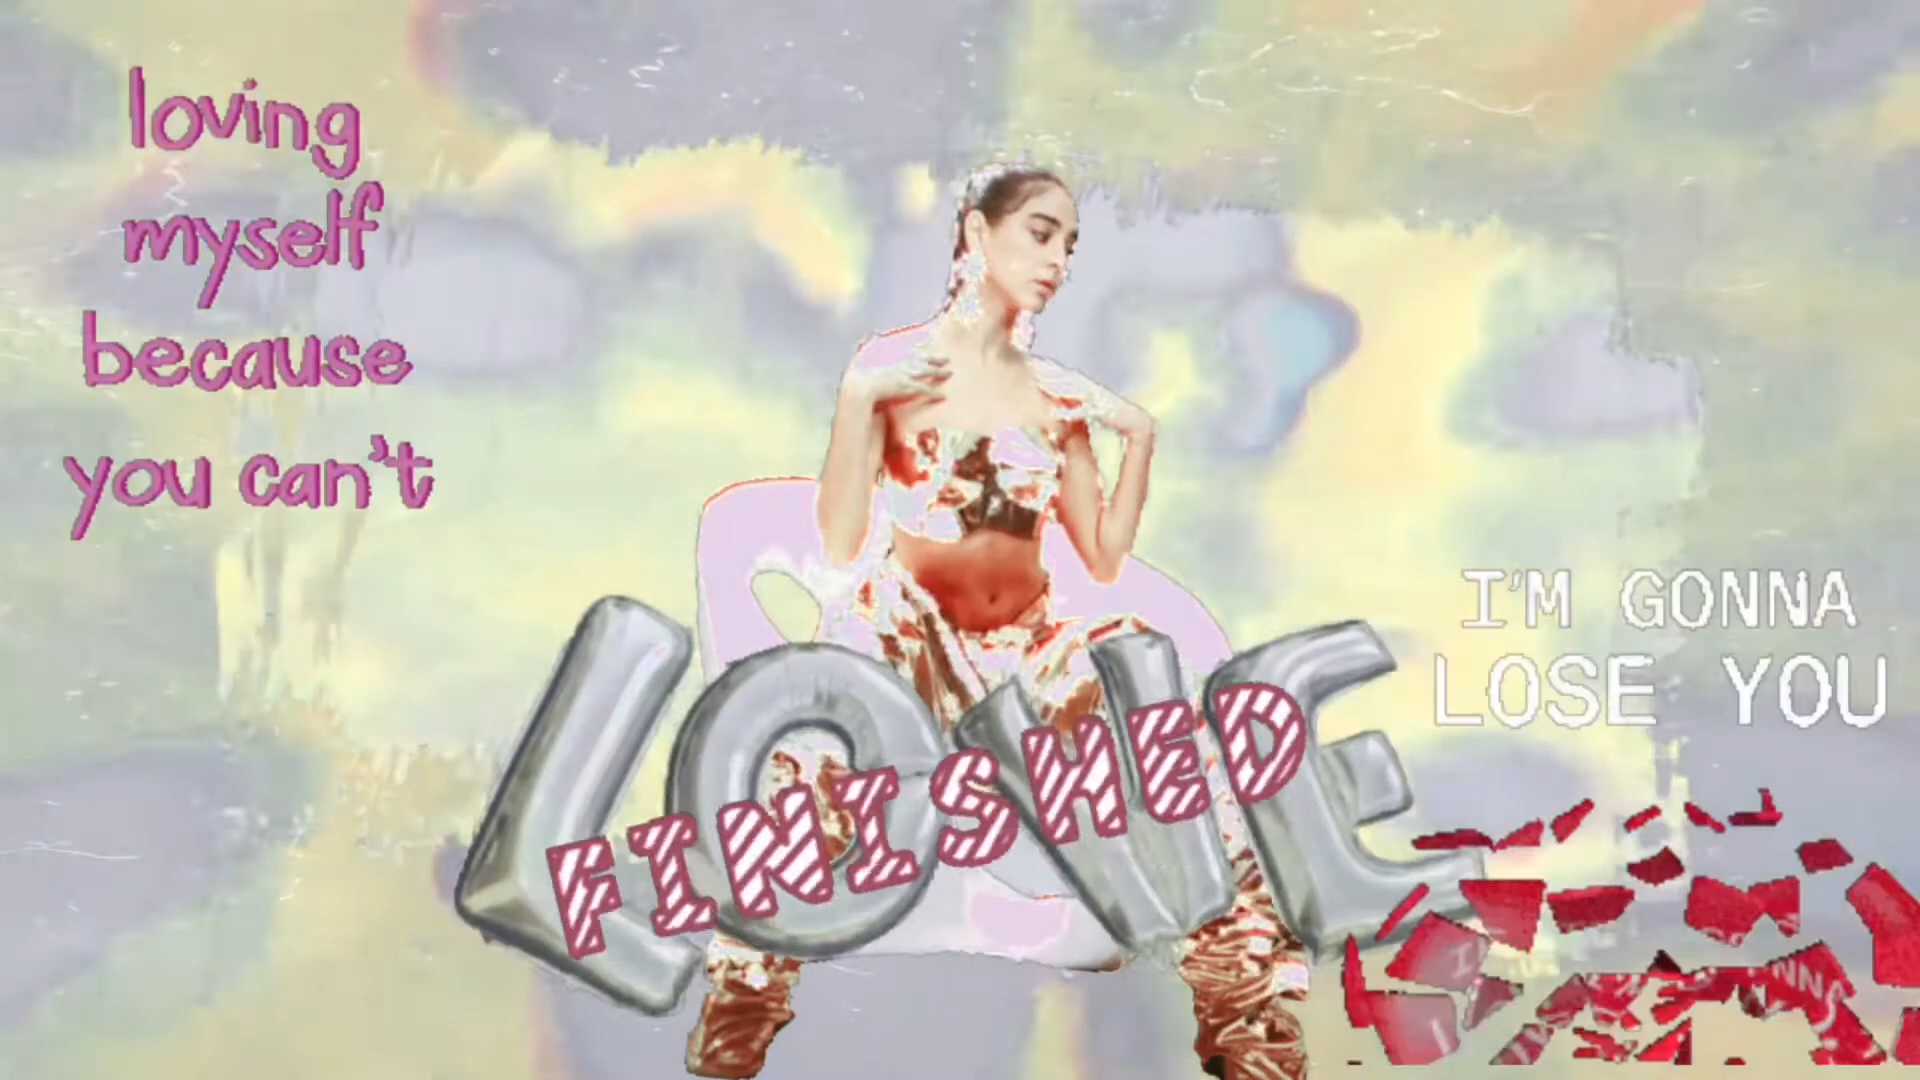 loving
myself
because
you can't
I'M GONNA
LOSE YOU
LOVE
FINISHED